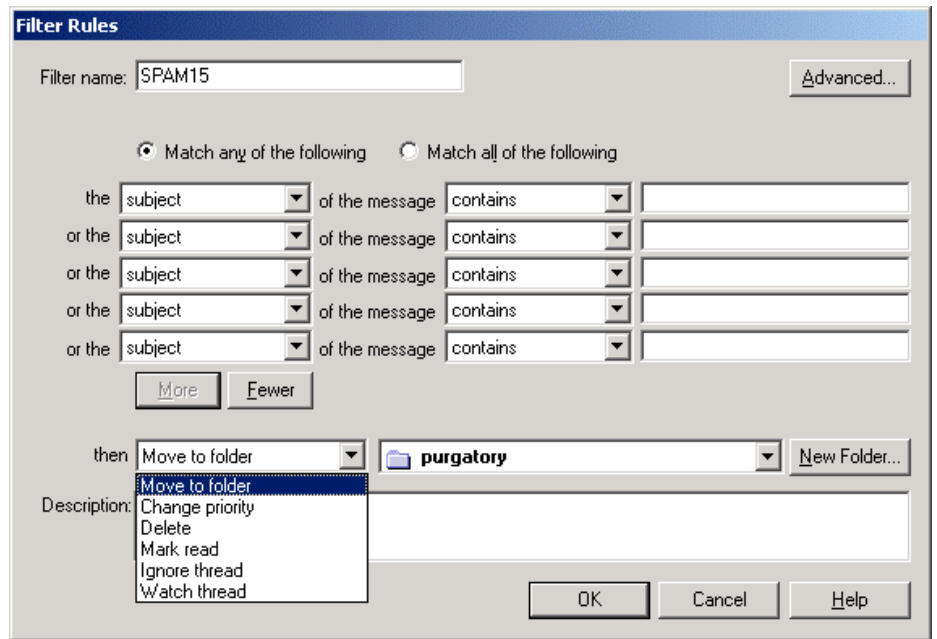 Filter Rules
Filter name: SPAM15 Advanced...
Match any of the following Match all of the following
the subject of the message contains
or the subject of the message contains
or the subject of the message contains
or the subject of the message contains
or the subject of the message contains
More Fewer
then Move to folder purgatory New Folder...
Move to folder
Description: Change priority
Delete
Mark read
Ignore thread
Watch thread
OK Cancel Help